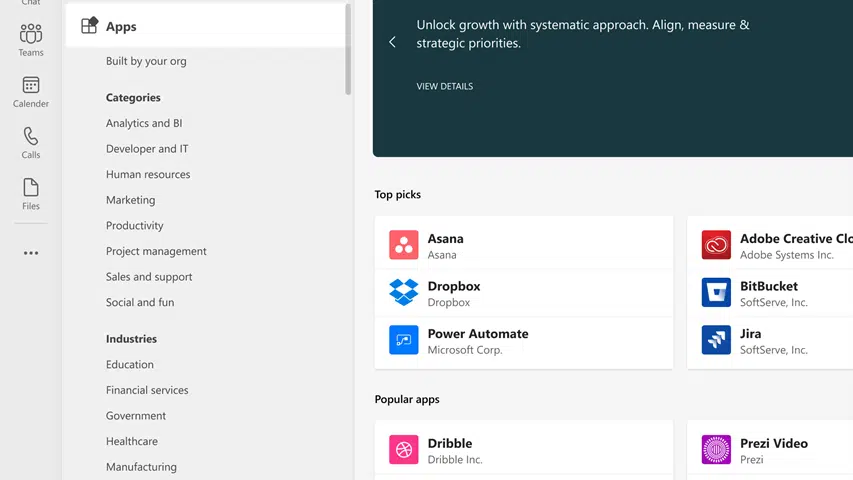 Chat
Teams
Calender
Calls
Files
Apps
Built by your org
Categories
Analytics and BI
Developer and IT
Human resources
Marketing
Productivity
Project management
Sales and support
Social and fun
Industries
Education
Financial services
Government
Healthcare
Manufacturing
Unlock growth with systematic approach. Align, measure &
strategic priorities.
VIEW DETAILS
Top picks
Asana
Asana
Dropbox
Dropbox
Power Automate
Microsoft Corp.
Adobe Creative Clo
Adobe Systems Inc.
BitBucket
SoftServe, Inc.
Jira
SoftServe, Inc.
Popular apps
Dribble
Dribble Inc.
Prezi Video
Prezi